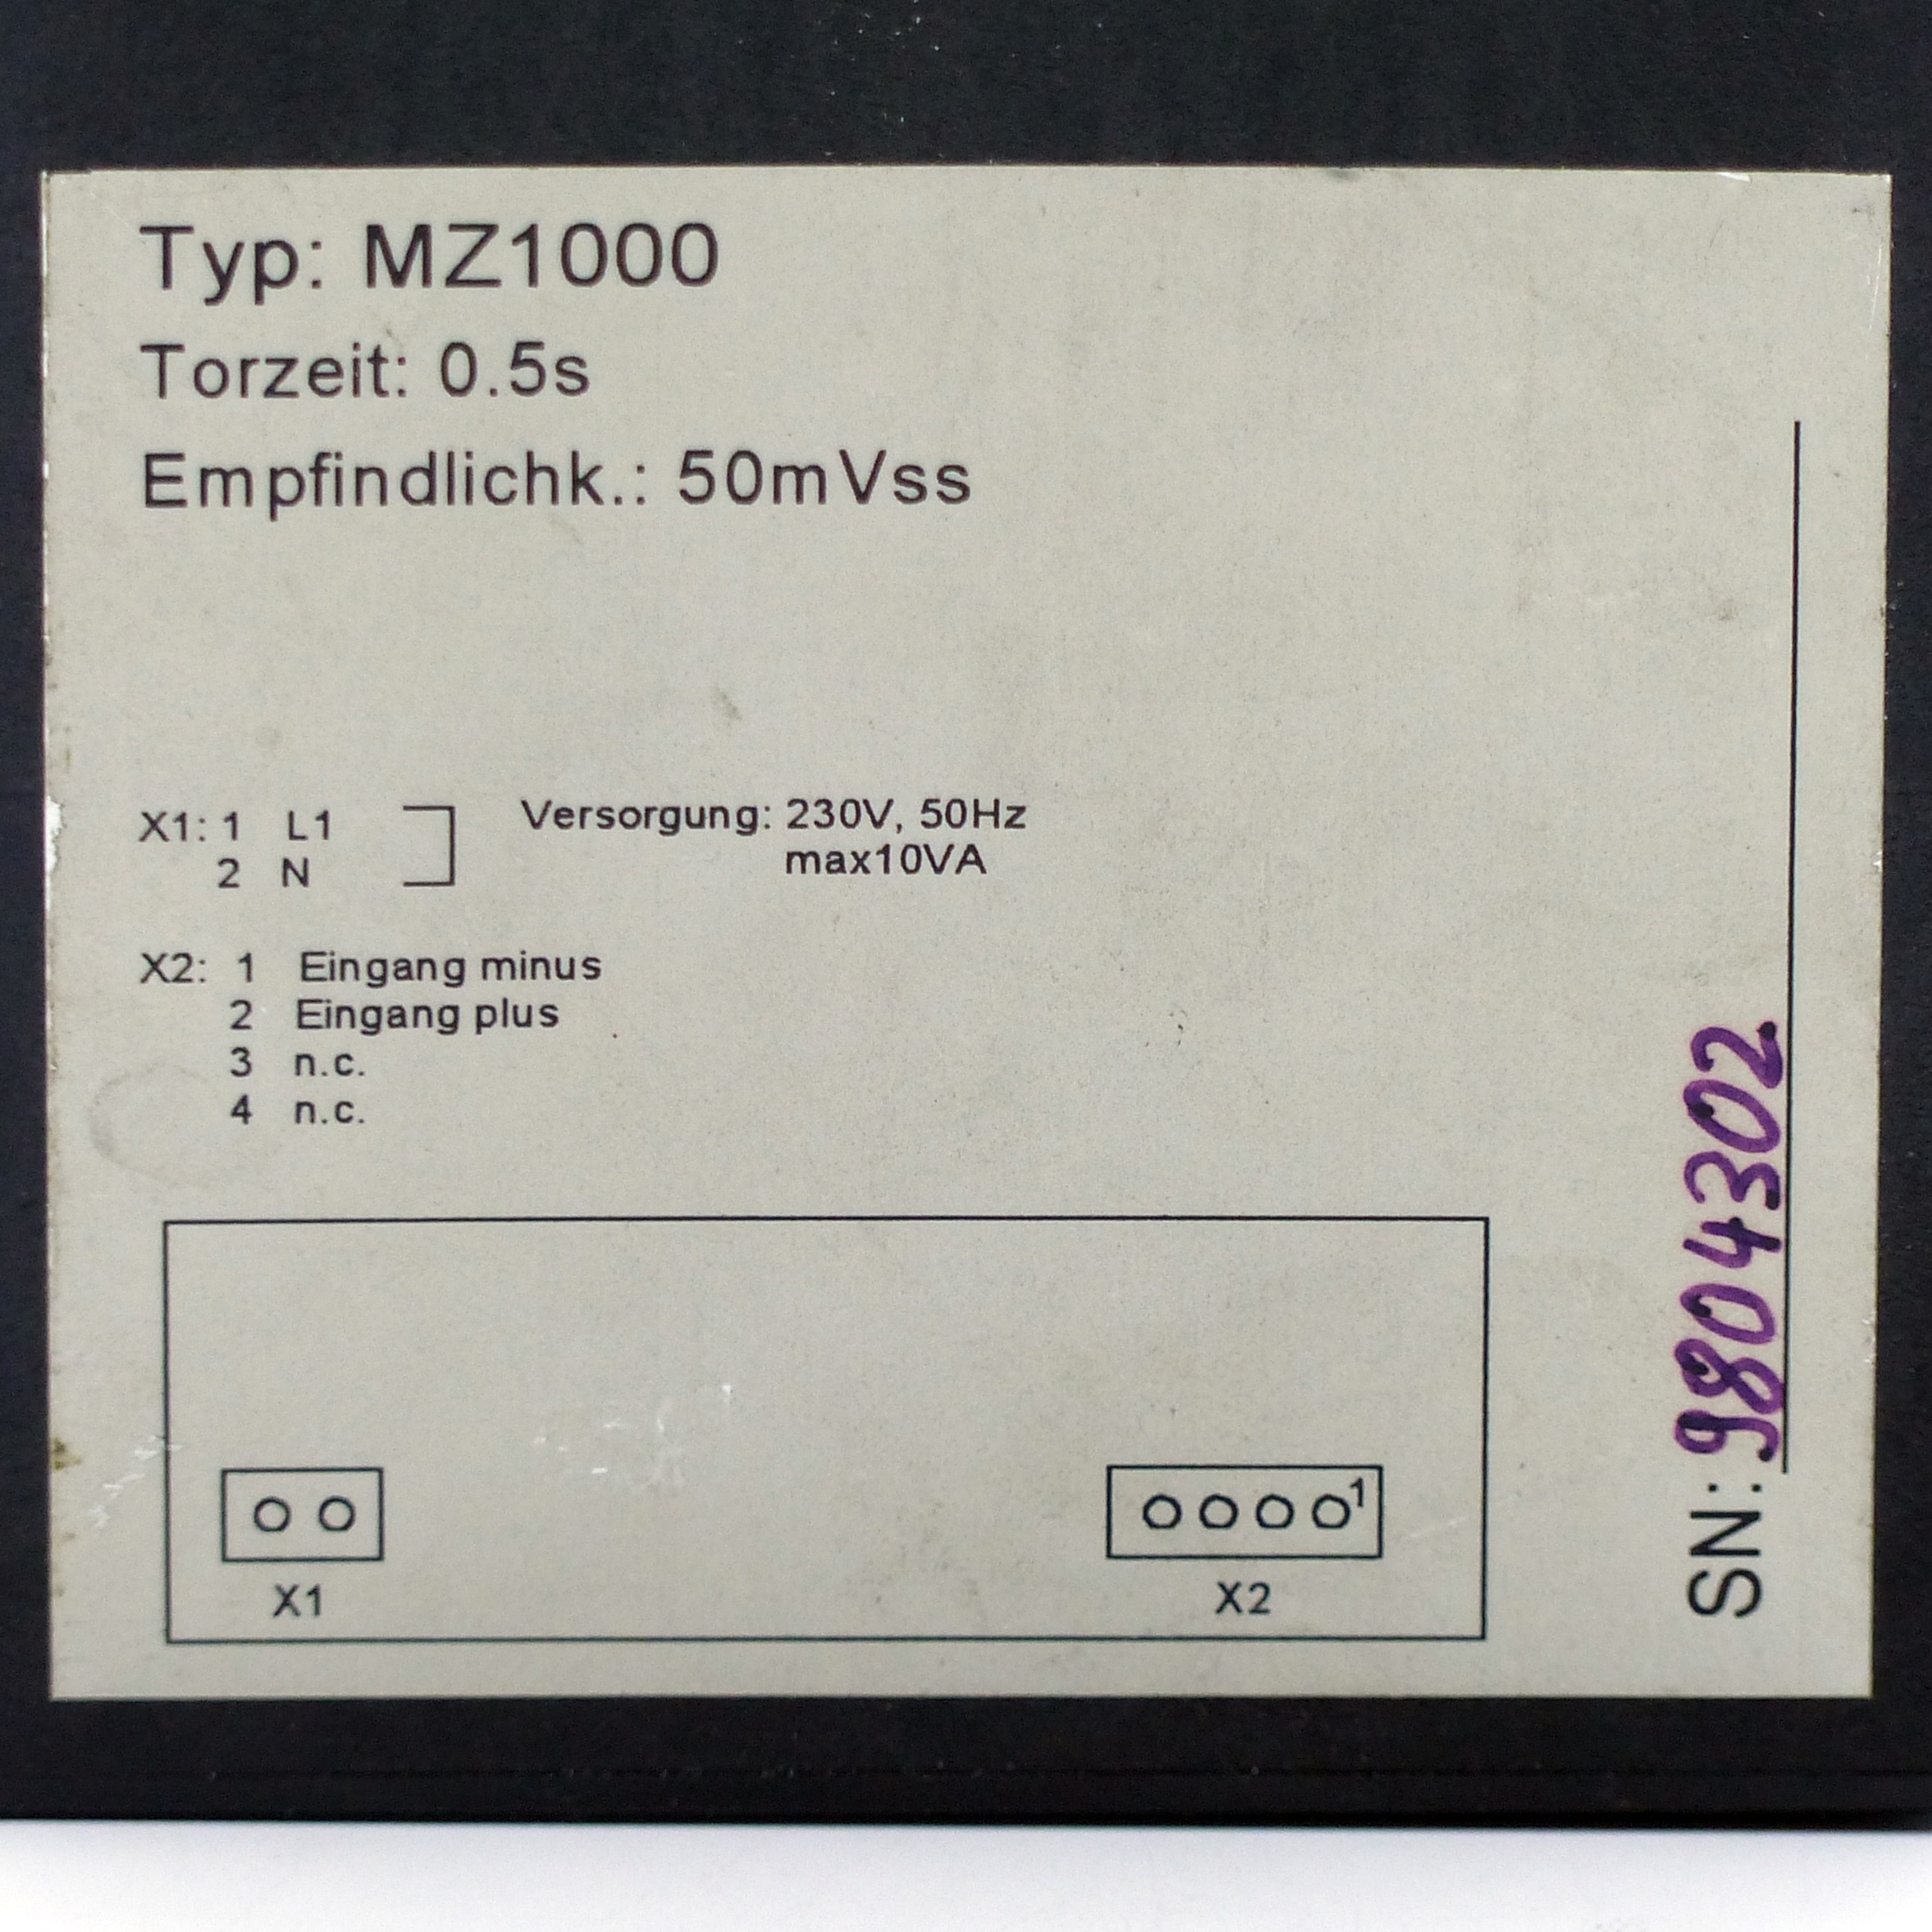 Typ: MZ1000
Torzeit: 0.5s
Empfindlichk.: 50mVss
X1: 1 L1
2 N
Versorgung: 230V, 50Hz
max10VA
X2: 1 Eingang minus
2 Eingang plus
3 n.c.
4 n.c.
1
X1
X2
SN: 9804302